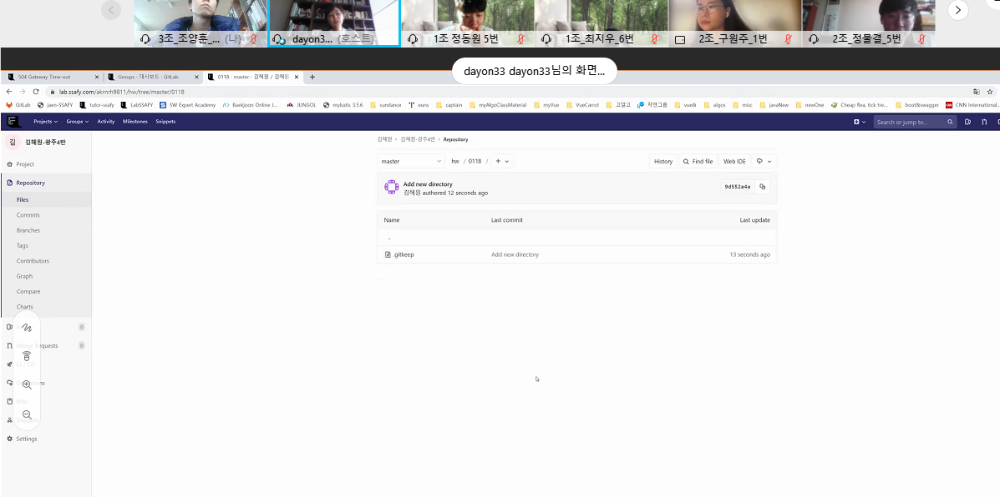 3조_조양훈_... (나)
dayon3... (호스트)
1조 정동원 5번
1조_최지우_6번
2조_구원주_1번
2조_정물결_5번
dayon33 dayon33님의 화면...
504 Gateway Time-out
Groups · 대시보드 · GitLab
0118 · master · 김혜원 / 김혜원
lab.ssafy.com/akrnrh9811/hw/tree/master/0118
GitLab
jaen-SSAFY
tutor-ssafy
LabSSAFY
SW Expert Academy
Baekjoon Online J...
JUNGOL
mybatis 3.5.6
sundance
euns
captain
myAlgoClassMaterial
myVue
VueCarrot
고알고
자앤그룹
vue&
algos
misc
javaNew
newOne
Cheap flea, tick tre...
boot&swagger
CNN International...
Projects
Groups
Activity
Milestones
Snippets
Search or jump to...
김 김혜원-광주4반
Project
Repository
Files
Commits
Branches
Tags
Contributors
Graph
Compare
Charts
0
Merge Requests
0
CI / CD
Wiki
Settings
김혜원 › 김혜원-광주4반 › Repository
master
hw / 0118 / +
History
Find file
Web IDE
Add new directory
김혜원 authored 12 seconds ago
9d552a4a
Name Last commit Last update
..
.gitkeep Add new directory 13 seconds ago